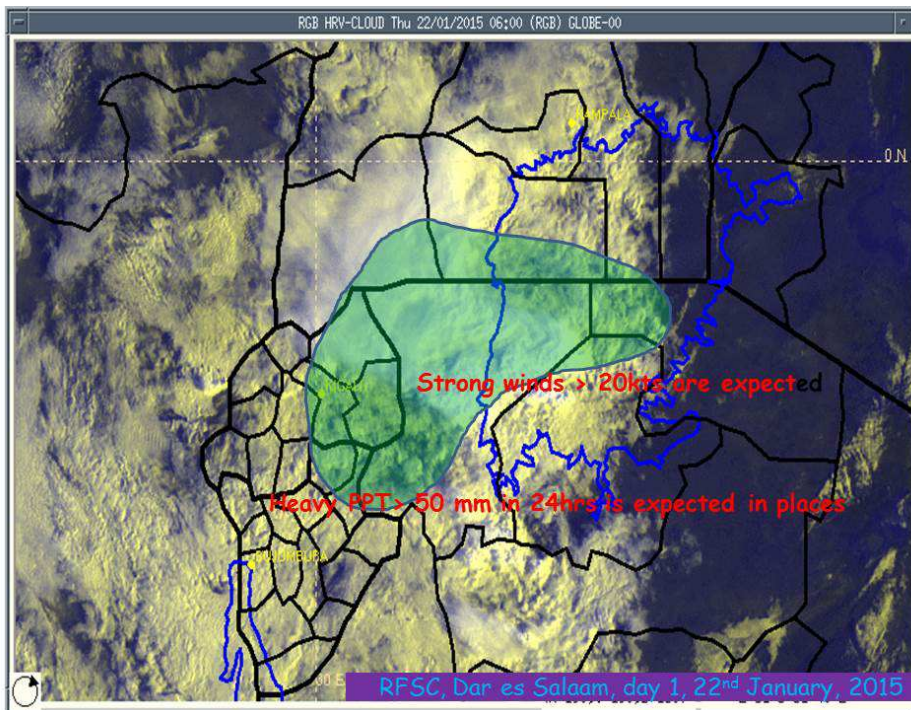 RGB HRV-CLOUD Thu 22/01/2015 06:00 (RGB) GLOBE-00
KAMPALA
0 N
KIGALI
Strong winds > 20kts are expected
Heavy PPT> 50 mm in 24hrs is expected in places
BUJUMBURA
00 E
RFSC, Dar es Salaam, day 1, 22nd January, 2015